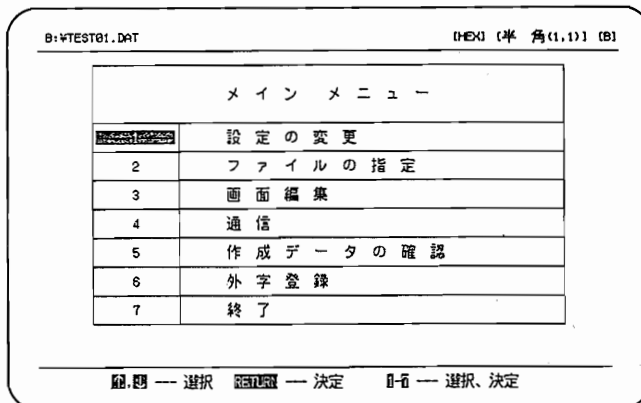 B:¥TEST01.DAT [HEX] [半 角(1,1)] [B]
メイン メニュー
1 設定の変更
2 ファイルの指定
3 画面編集
4 通信
5 作成データの確認
6 外字登録
7 終了
↑,↓ --- 選択 RETURN --- 決定 1-7 --- 選択、決定